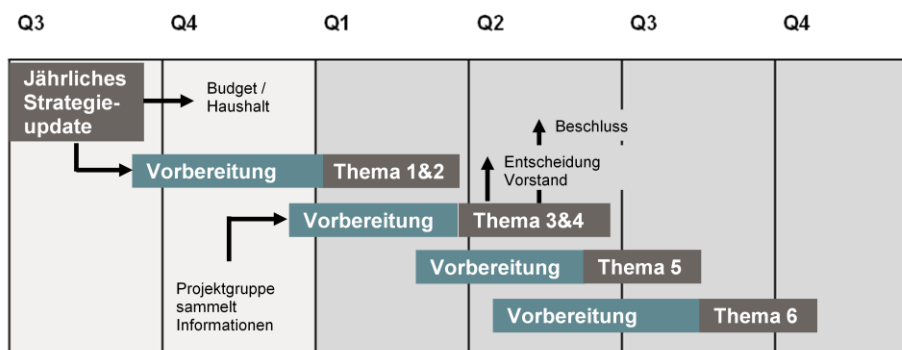 Q3 Q4 Q1 Q2 Q3 Q4
Jährliches
Strategie-
update
Budget /
Haushalt
Beschluss
Vorbereitung Thema 1&2
Entscheidung
Vorstand
Vorbereitung Thema 3&4
Vorbereitung Thema 5
Projektgruppe
sammelt
Informationen
Vorbereitung Thema 6